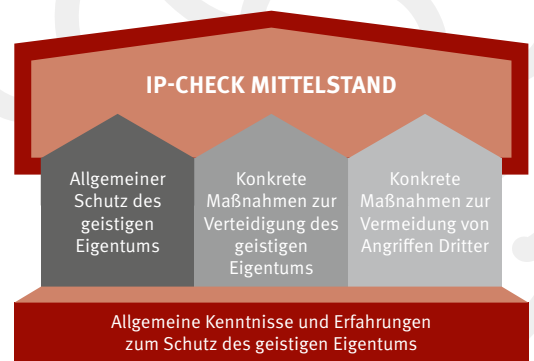 IP-CHECK MITTELSTAND
Allgemeiner
Schutz des
geistigen
Eigentums
Konkrete
Maßnahmen zur
Verteidigung des
geistigen
Eigentums
Konkrete
Maßnahmen zur
Vermeidung von
Angriffen Dritter
Allgemeine Kenntnisse und Erfahrungen
zum Schutz des geistigen Eigentums